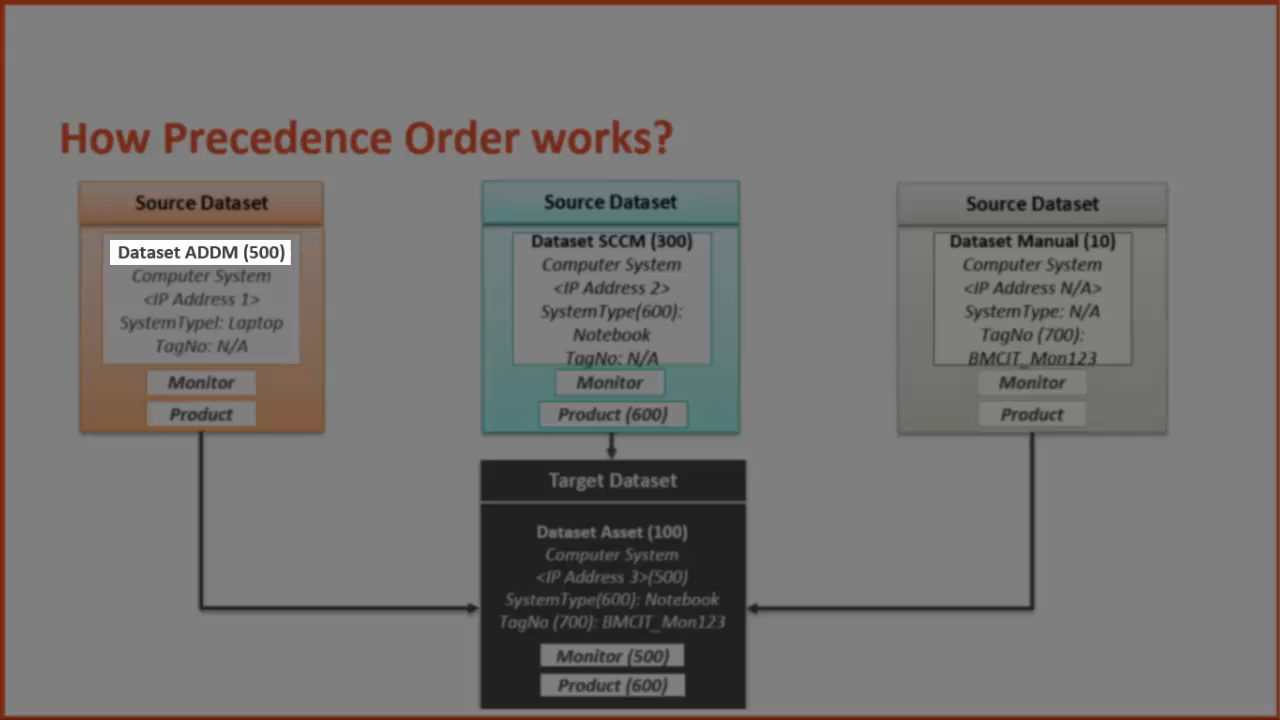 How Precedence Order works?
Source Dataset
Dataset ADDM (500)
Computer System
<IP Address 1>
SystemTypel: Laptop
TagNo: N/A
Monitor
Product
Source Dataset
Dataset SCCM (300)
Computer System
<IP Address 2>
SystemType(600):
Notebook
TagNo: N/A
Monitor
Product (600)
Source Dataset
Dataset Manual (10)
Computer System
<IP Address N/A>
SystemType: N/A
TagNo (700):
BMCIT_Mon123
Monitor
Product
Target Dataset
Dataset Asset (100)
Computer System
<IP Address 3>(500)
SystemType(600): Notebook
TagNo (700): BMCIT_Mon123
Monitor (500)
Product (600)